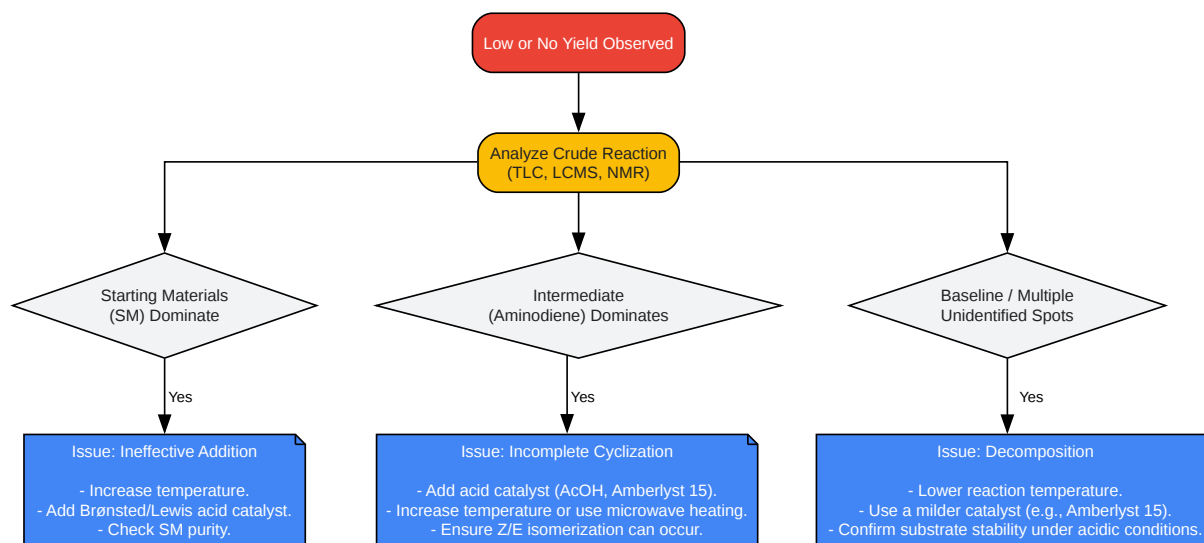 Low or No Yield Observed
Analyze Crude Reaction
(TLC, LCMS, NMR)
Starting Materials
(SM) Dominate
Intermediate
(Aminodiene) Dominates
Baseline / Multiple
Unidentified Spots
Yes
Yes
Yes
Issue: Ineffective Addition
- Increase temperature.
- Add Brønsted/Lewis acid catalyst.
- Check SM purity.
Issue: Incomplete Cyclization
- Add acid catalyst (AcOH, Amberlyst 15).
- Increase temperature or use microwave heating.
- Ensure Z/E isomerization can occur.
Issue: Decomposition
- Lower reaction temperature.
- Use a milder catalyst (e.g., Amberlyst 15).
- Confirm substrate stability under acidic conditions.